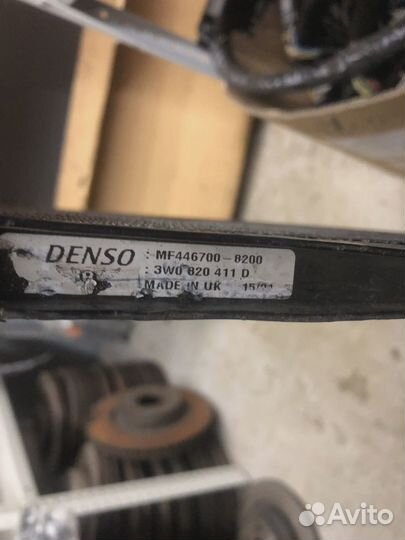 DENSO : MF446700-8200
: 3W0 820 411 D
B
MADE IN UK
Avito